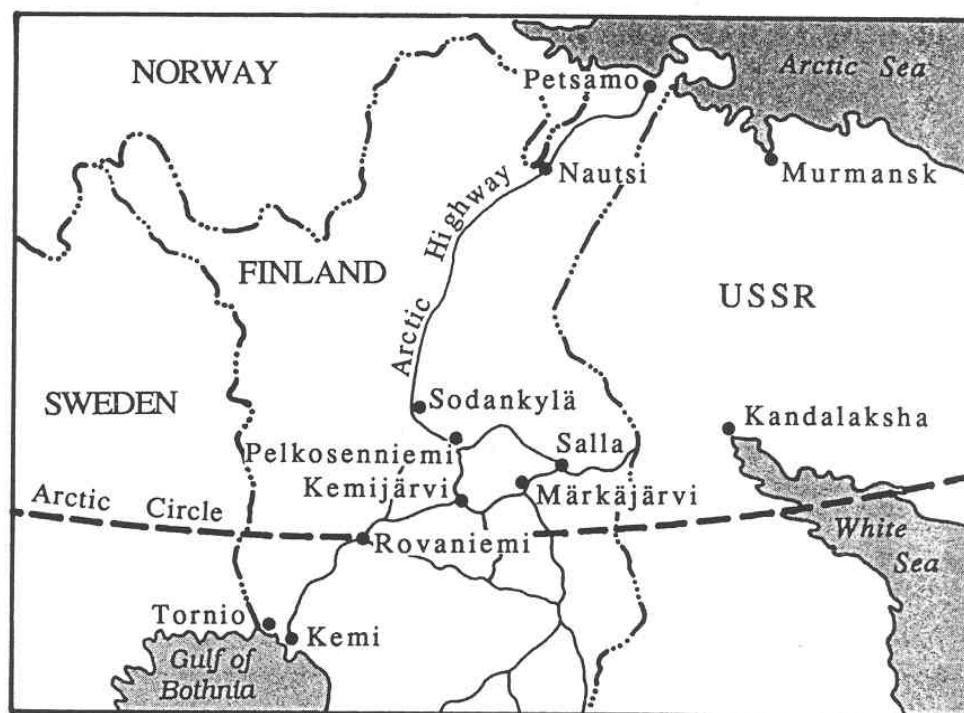 NORWAY
Arctic Sea
Petsamo
Nautsi
Murmansk
Arctic Highway
FINLAND
USSR
SWEDEN
Sodankylä
Kandalaksha
Pelkosenniemi
Salla
Kemijärvi
Märkäjärvi
Arctic Circle
Rovaniemi
White
Sea
Tornio
Kemi
Gulf of
Bothnia